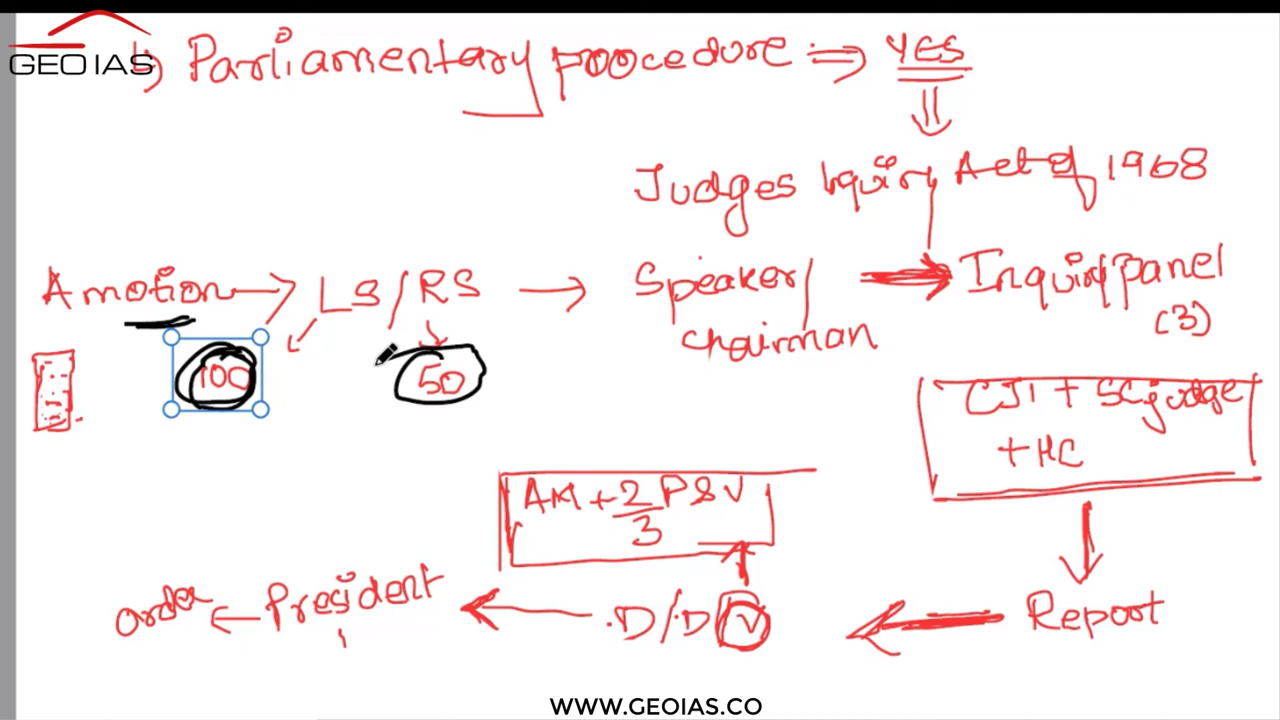 GEO IAS
b) Parliamentary procedure ⇒ YES
Judges Iquiry Act of 1968
A motion → LS/RS → Speaker/ → Inquiry Panel
chairman (3)
100 50
CJI + SC judge
+ HC
AM + 2/3 P&V
order ← President ← D/D/V ← Report
WWW.GEOIAS.CO